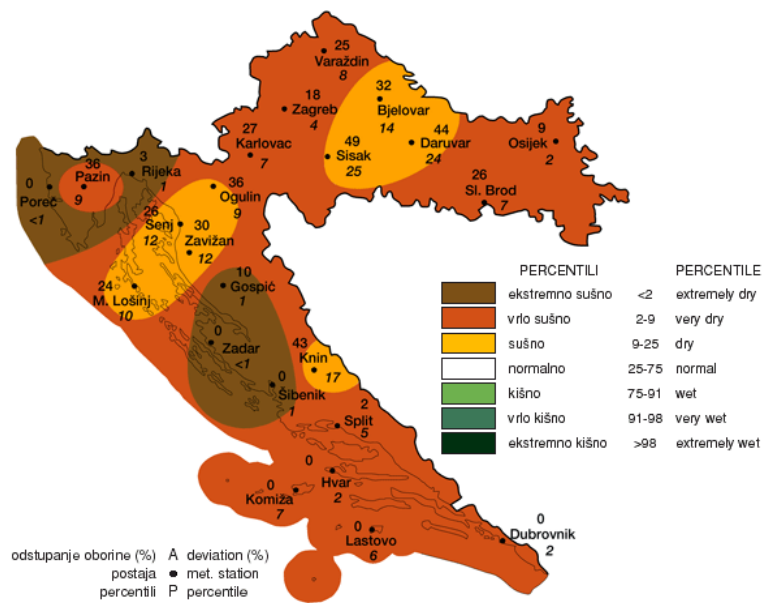 25
Varaždin
8
32
Bjelovar
14
18
Zagreb
4
44
Daruvar
24
9
Osijek
2
27
Karlovac
7
49
Sisak
25
26
Sl. Brod
7
36
Pazin
9
3
Rijeka
1
0
Poreč
<1
36
Ogulin
9
26
Senj
12
30
Zavižan
12
24
M. Lošinj
10
10
Gospić
1
0
Zadar
<1
43
Knin
17
0
Šibenik
1
2
Split
5
0
Hvar
2
0
Komiža
7
0
Lastovo
6
0
Dubrovnik
2
PERCENTILI PERCENTILE
ekstremno sušno <2 extremely dry
vrlo sušno 2-9 very dry
sušno 9-25 dry
normalno 25-75 normal
kišno 75-91 wet
vrlo kišno 91-98 very wet
ekstremno kišno >98 extremely wet
odstupanje oborine (%) A deviation (%)
postaja met. station
percentili P percentile